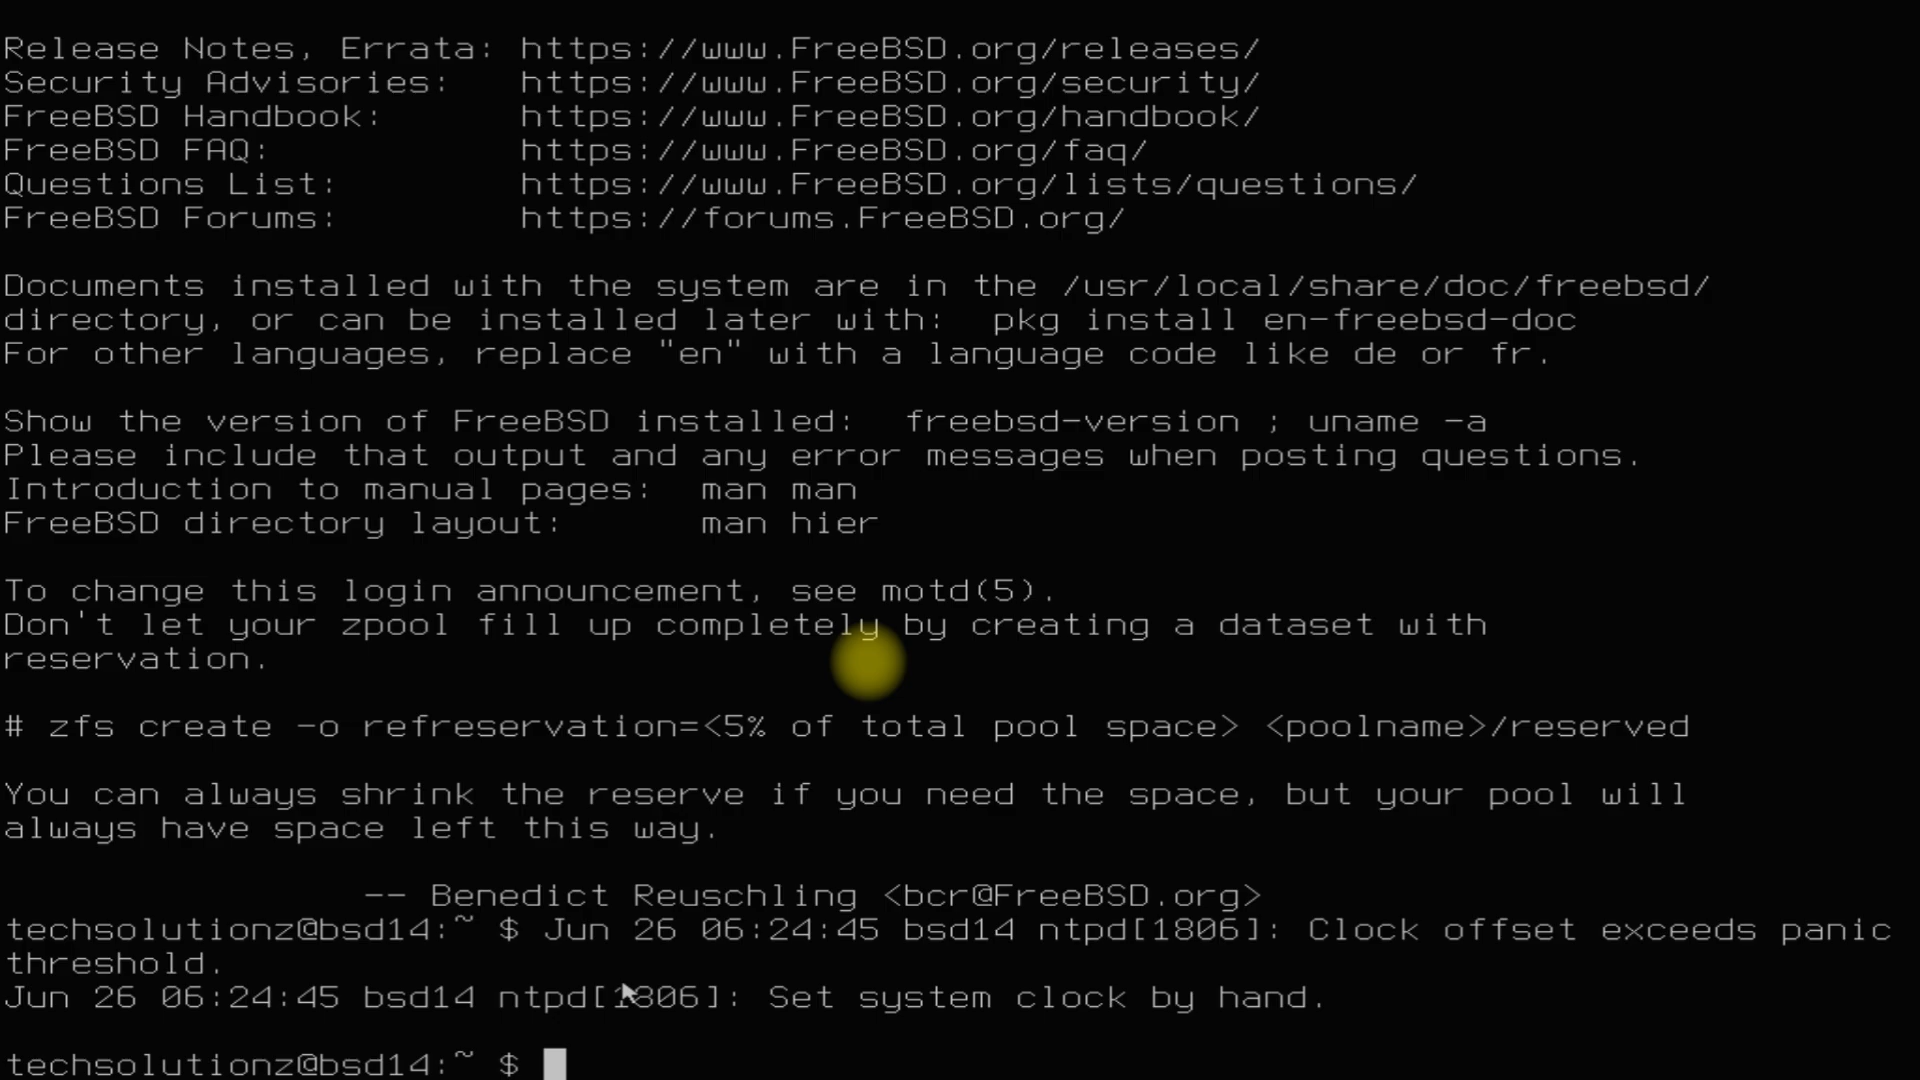 Release Notes, Errata: https://www.FreeBSD.org/releases/
Security Advisories:   https://www.FreeBSD.org/security/
FreeBSD Handbook:      https://www.FreeBSD.org/handbook/
FreeBSD FAQ:           https://www.FreeBSD.org/faq/
Questions List:        https://www.FreeBSD.org/lists/questions/
FreeBSD Forums:        https://forums.FreeBSD.org/
Documents installed with the system are in the /usr/local/share/doc/freebsd/
directory, or can be installed later with:  pkg install en-freebsd-doc
For other languages, replace "en" with a language code like de or fr.
Show the version of FreeBSD installed:  freebsd-version ; uname -a
Please include that output and any error messages when posting questions.
Introduction to manual pages:  man man
FreeBSD directory layout:      man hier
To change this login announcement, see motd(5).
Don't let your zpool fill up completely by creating a dataset with
reservation.
# zfs create -o refreservation=<5% of total pool space> <poolname>/reserved
You can always shrink the reserve if you need the space, but your pool will
always have space left this way.
-- Benedict Reuschling <bcr@FreeBSD.org>
techsolutionz@bsd14:~ $ Jun 26 06:24:45 bsd14 ntpd[1806]: Clock offset exceeds panic
threshold.
Jun 26 06:24:45 bsd14 ntpd[1806]: Set system clock by hand.
techsolutionz@bsd14:~ $